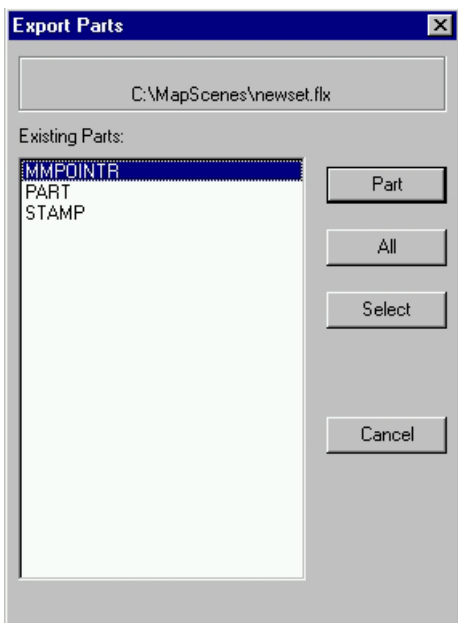 Export Parts
C:\MapScenes\newset.flx
Existing Parts:
MMPOINTR
PART
STAMP
Part
All
Select
Cancel